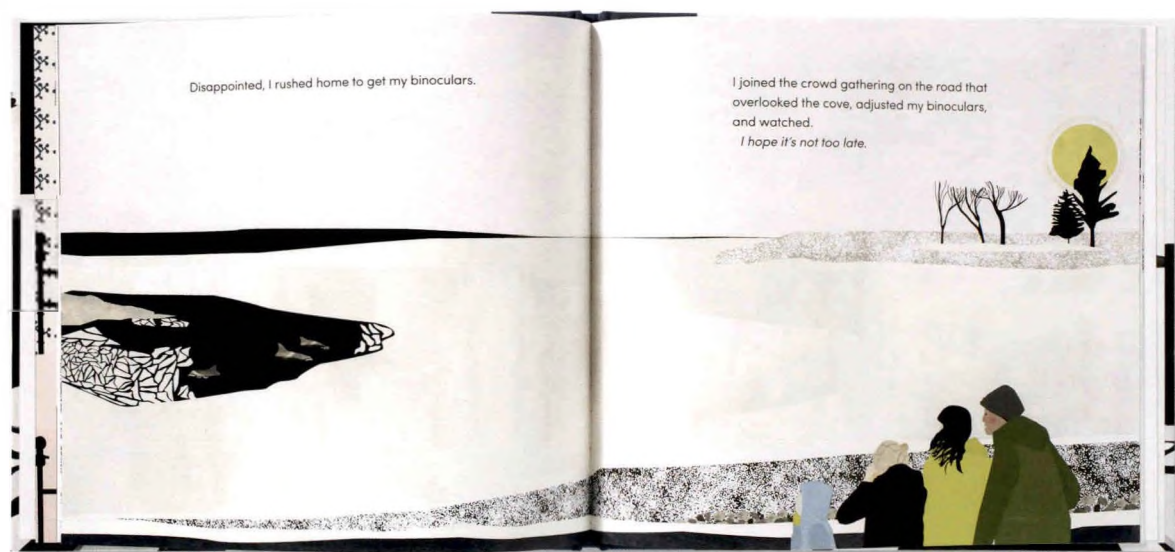 Disappointed, I rushed home to get my binoculars.
I joined the crowd gathering on the road that
overlooked the cove, adjusted my binoculars,
and watched.
I hope it's not too late.